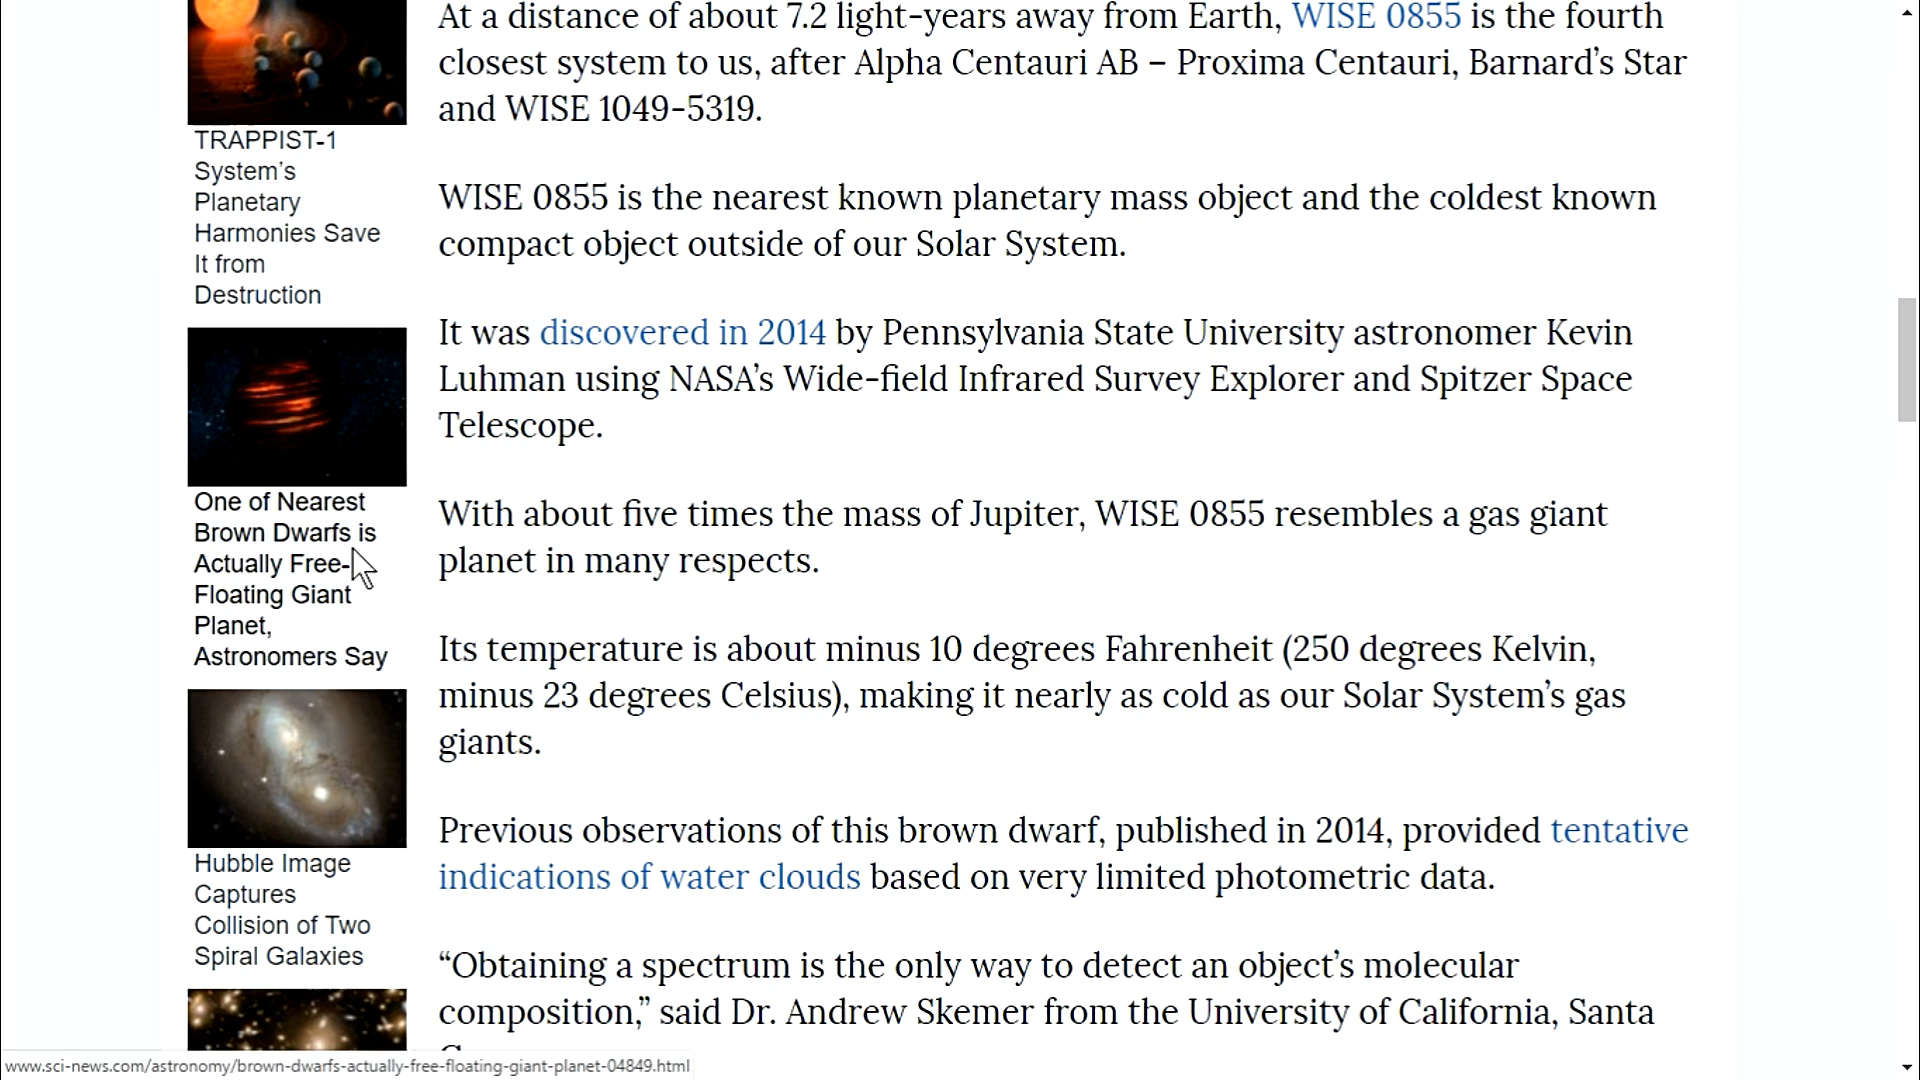 At a distance of about 7.2 light-years away from Earth, WISE 0855 is the fourth
closest system to us, after Alpha Centauri AB – Proxima Centauri, Barnard’s Star
and WISE 1049-5319.
WISE 0855 is the nearest known planetary mass object and the coldest known
compact object outside of our Solar System.
It was discovered in 2014 by Pennsylvania State University astronomer Kevin
Luhman using NASA’s Wide-field Infrared Survey Explorer and Spitzer Space
Telescope.
With about five times the mass of Jupiter, WISE 0855 resembles a gas giant
planet in many respects.
Its temperature is about minus 10 degrees Fahrenheit (250 degrees Kelvin,
minus 23 degrees Celsius), making it nearly as cold as our Solar System’s gas
giants.
Previous observations of this brown dwarf, published in 2014, provided tentative
indications of water clouds based on very limited photometric data.
“Obtaining a spectrum is the only way to detect an object’s molecular
composition,” said Dr. Andrew Skemer from the University of California, Santa
TRAPPIST-1
System’s
Planetary
Harmonies Save
It from
Destruction
One of Nearest
Brown Dwarfs is
Actually Free-
Floating Giant
Planet,
Astronomers Say
Hubble Image
Captures
Collision of Two
Spiral Galaxies
www.sci-news.com/astronomy/brown-dwarfs-actually-free-floating-giant-planet-04849.html